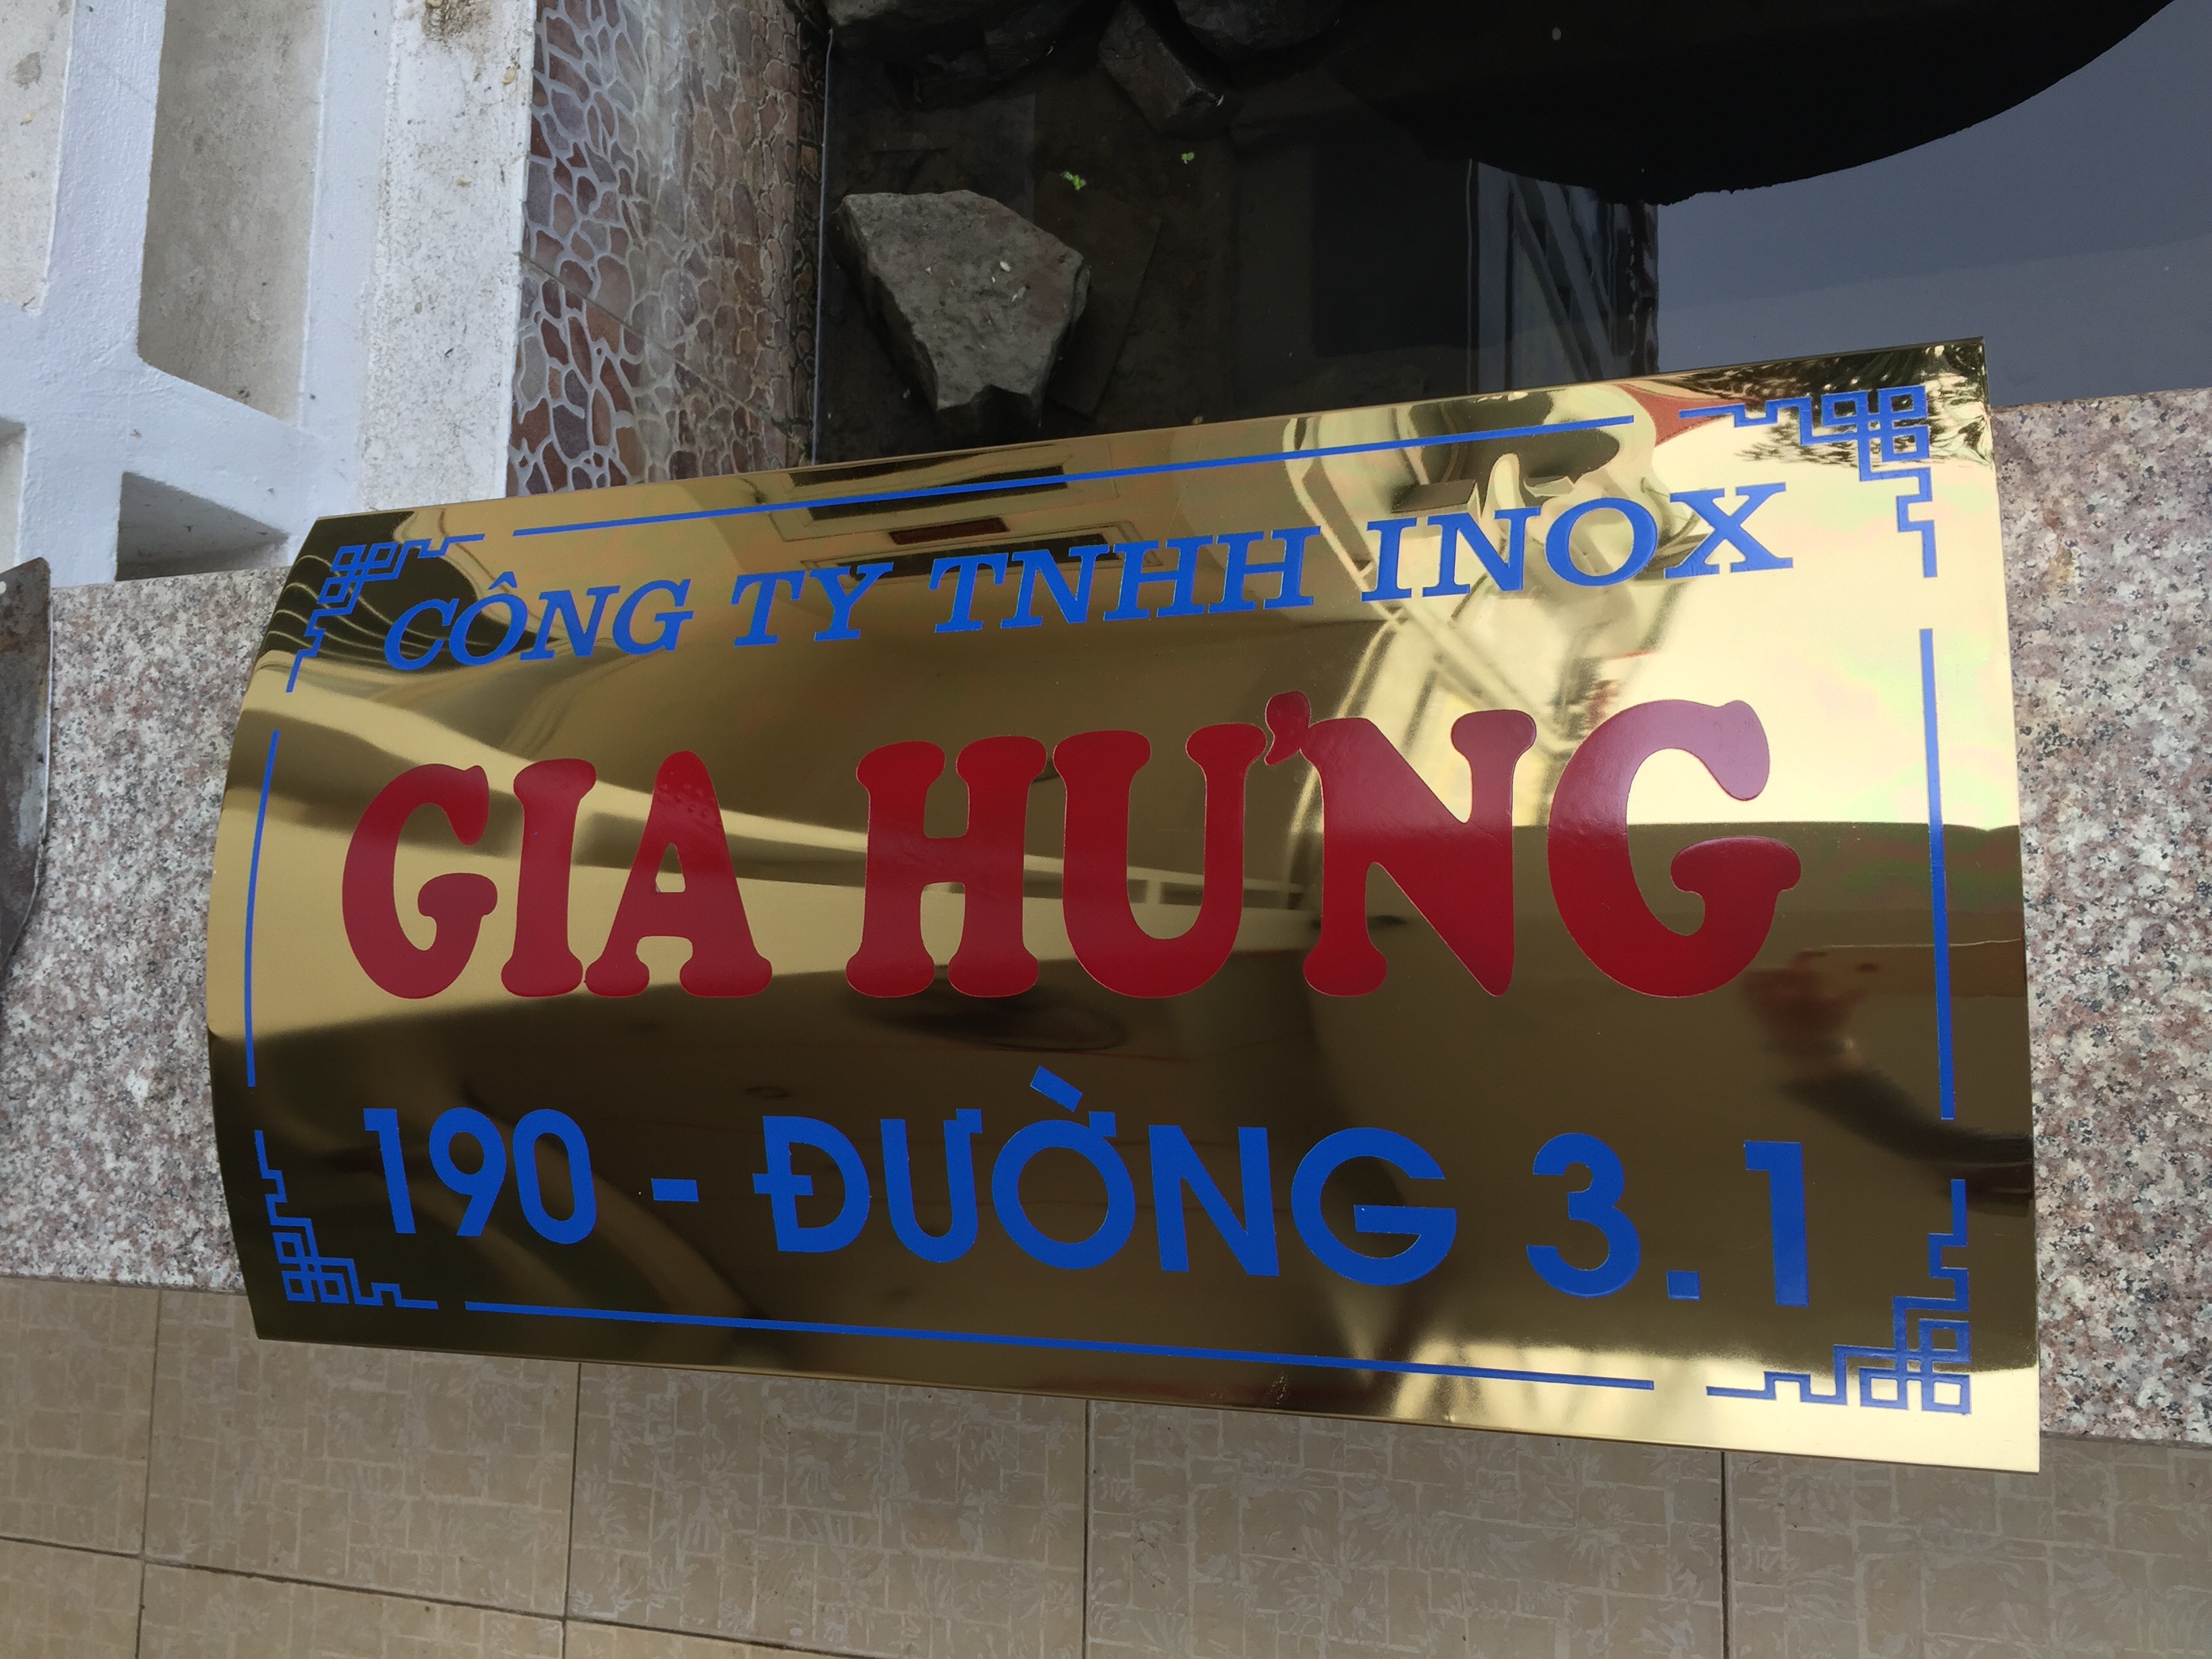 CÔNG TY TNHH INOX
GIA HƯNG
190 - ĐƯỜNG 3.1